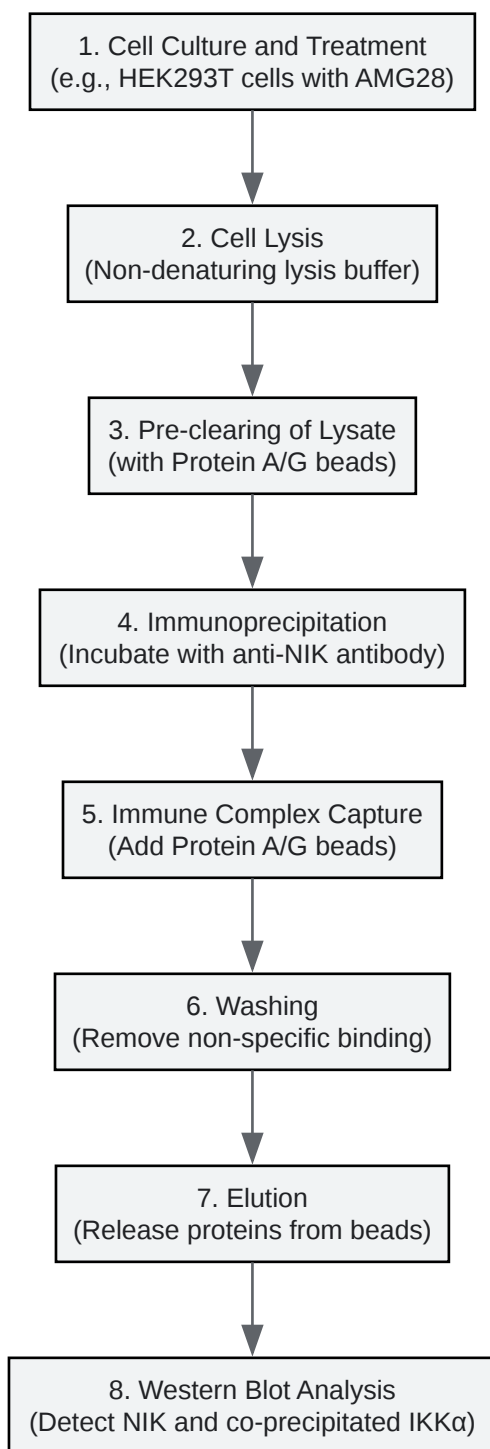 1. Cell Culture and Treatment
(e.g., HEK293T cells with AMG28)
2. Cell Lysis
(Non-denaturing lysis buffer)
3. Pre-clearing of Lysate
(with Protein A/G beads)
4. Immunoprecipitation
(Incubate with anti-NIK antibody)
5. Immune Complex Capture
(Add Protein A/G beads)
6. Washing
(Remove non-specific binding)
7. Elution
(Release proteins from beads)
8. Western Blot Analysis
(Detect NIK and co-precipitated IKKα)